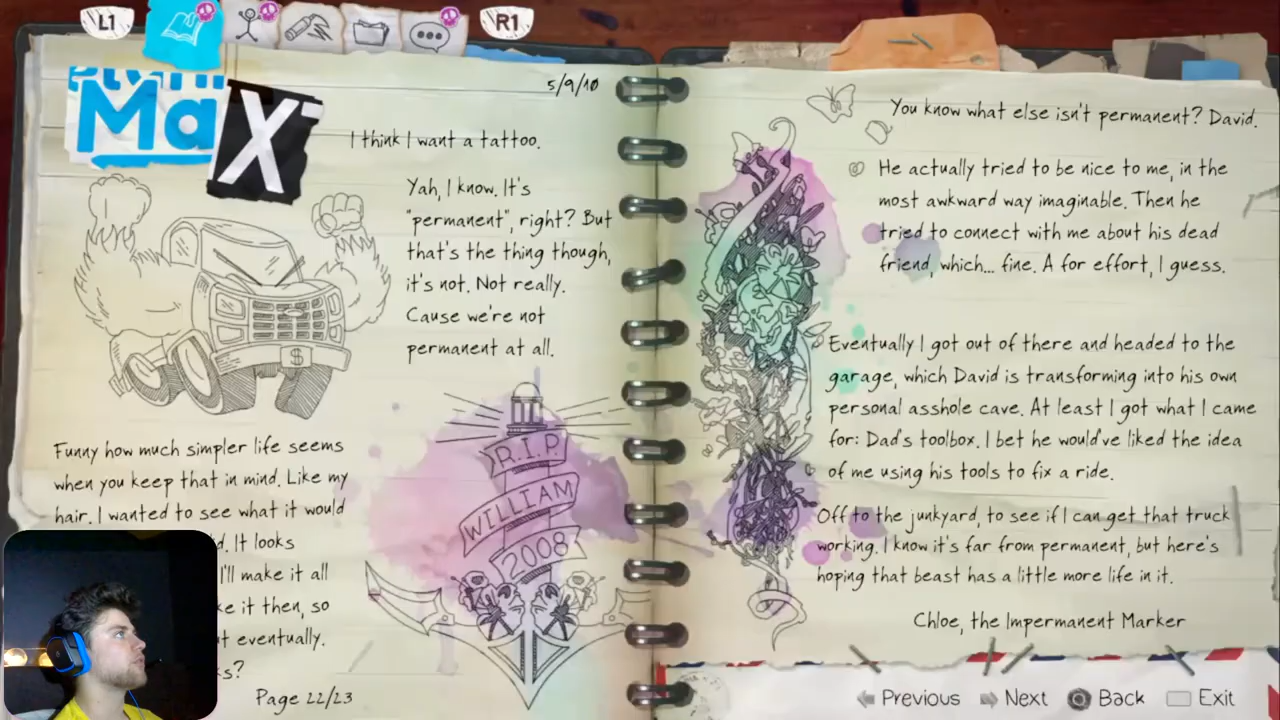 L1
R1
Ma
X
5/9/10
I think I want a tattoo.
Yah, I know. It's
"permanent", right? But
that's the thing though,
it's not. Not really.
Cause we're not
permanent at all.
$
Funny how much simpler life seems
when you keep that in mind. Like my
hair. I wanted to see what it would
It looks
I'll make it all
it then, so
eventually.
R.I.P.
WILLIAM
2008
Page 22/23
You know what else isn't permanent? David.
He actually tried to be nice to me, in the
most awkward way imaginable. Then he
tried to connect with me about his dead
friend, which... fine. A for effort, I guess.
Eventually I got out of there and headed to the
garage, which David is transforming into his own
personal asshole cave. At least I got what I came
for: Dad's toolbox. I bet he would've liked the idea
of me using his tools to fix a ride.
Off to the junkyard, to see if I can get that truck
working. I know it's far from permanent, but here's
hoping that beast has a little more life in it.
Chloe, the Impermanent Marker
Previous Next Back Exit